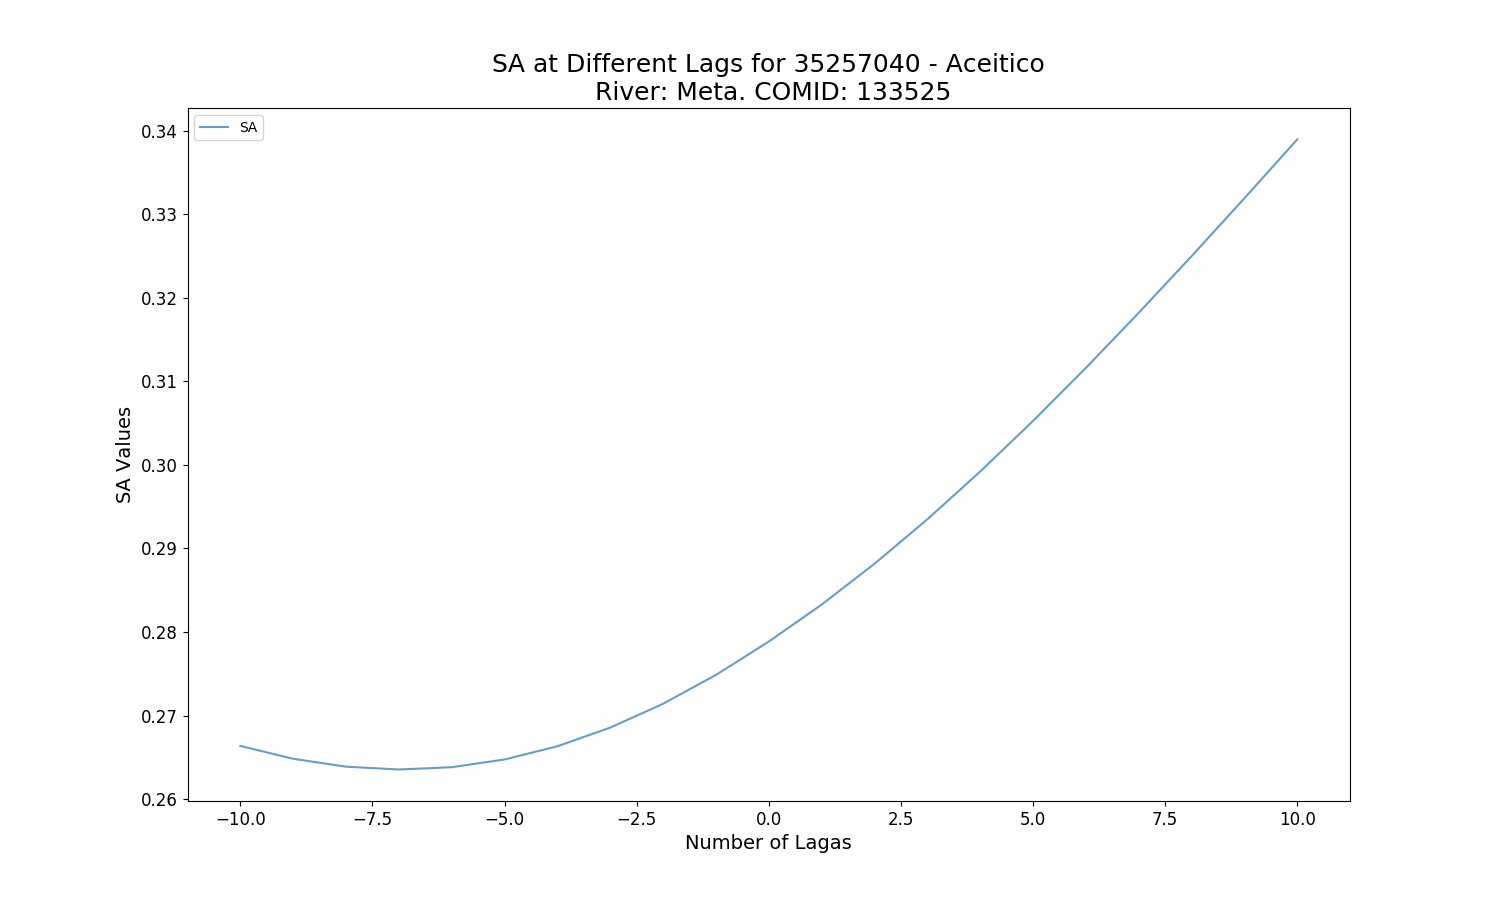 SA at Different Lags for 35257040 - Aceitico
River: Meta. COMID: 133525
SA
0.34
0.33
0.32
0.31
0.30
0.29
0.28
0.27
0.26
SA Values
−10.0 −7.5 −5.0 −2.5 0.0 2.5 5.0 7.5 10.0
Number of Lagas